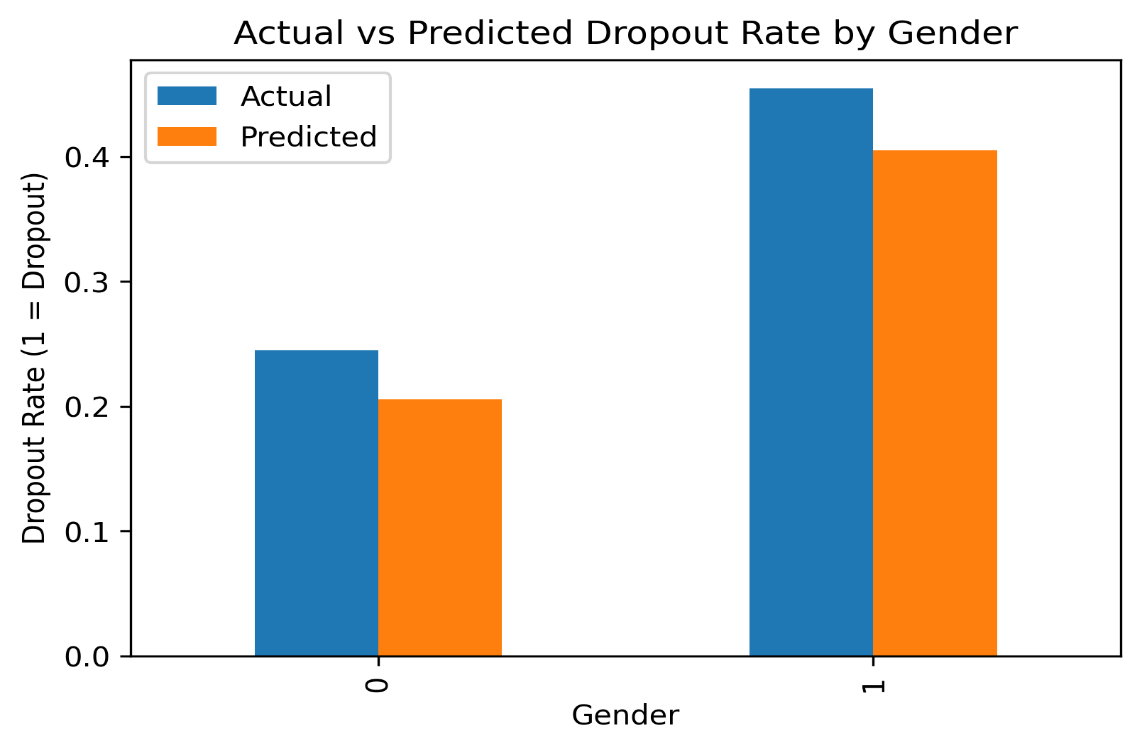 Actual vs Predicted Dropout Rate by Gender
Actual
Predicted
Dropout Rate (1 = Dropout)
0.4
0.3
0.2
0.1
0.0
0
1
Gender